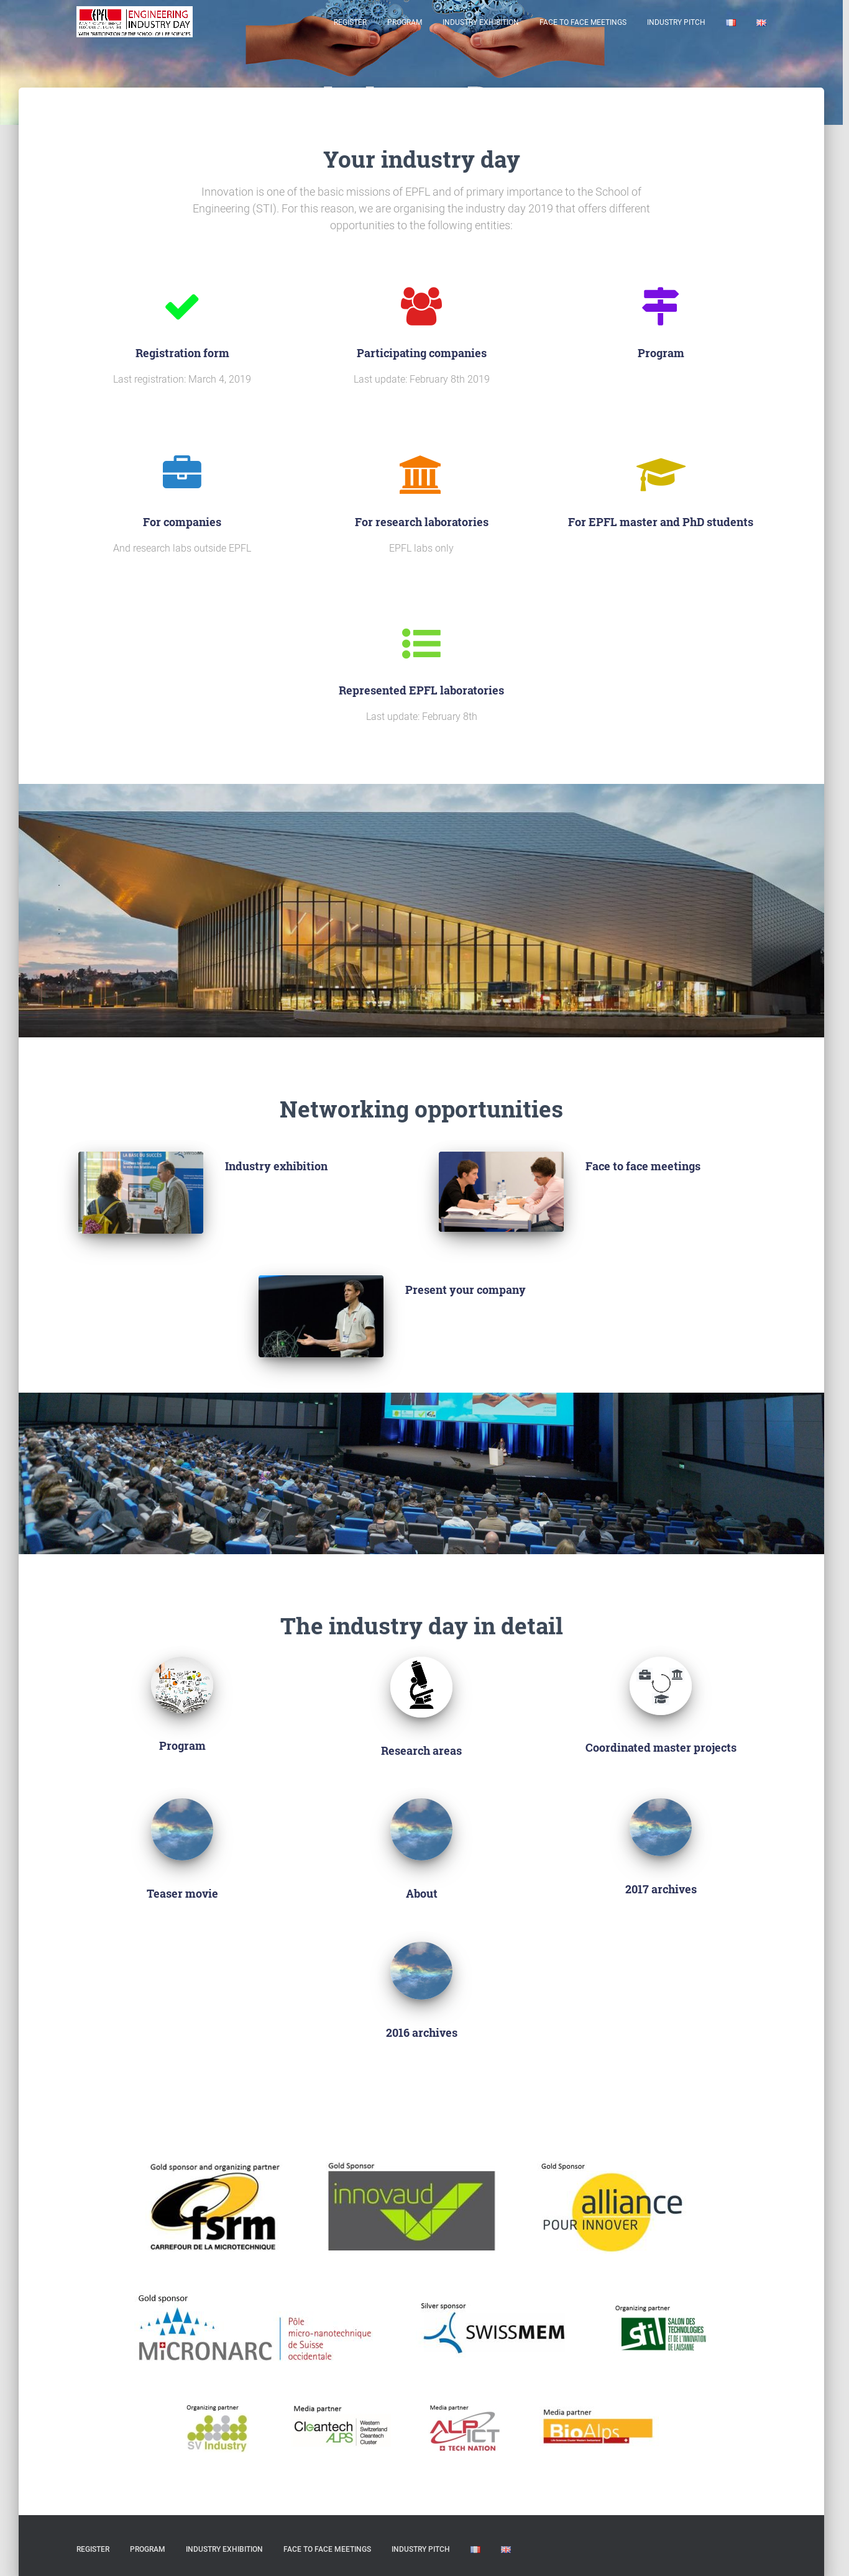 EPFL ENGINEERING
INDUSTRY DAY
WITH PARTICIPATION OF THE SCHOOL OF LIFE SCIENCES
REGISTER
PROGRAM
INDUSTRY EXHIBITION
FACE TO FACE MEETINGS
INDUSTRY PITCH
Your industry day
Innovation is one of the basic missions of EPFL and of primary importance to the School of
Engineering (STI). For this reason, we are organising the industry day 2019 that offers different
opportunities to the following entities:
Registration form
Last registration: March 4, 2019
Participating companies
Last update: February 8th 2019
Program
For companies
And research labs outside EPFL
For research laboratories
EPFL labs only
For EPFL master and PhD students
Represented EPFL laboratories
Last update: February 8th
Networking opportunities
Industry exhibition
Face to face meetings
Present your company
The industry day in detail
Program
Research areas
Coordinated master projects
Teaser movie
About
2017 archives
2016 archives
Gold sponsor and organizing partner
fsrm
CARREFOUR DE LA MICROTECHNIQUE
Gold Sponsor
innovaud
Gold Sponsor
alliance
POUR INNOVER
Gold sponsor
MICRONARC
Pôle
micro-nanotechnique
de Suisse
occidentale
Silver sponsor
SWISSMEM
Organizing partner
stil
SALON DES
TECHNOLOGIES
ET DE L'INNOVATION
DE LAUSANNE
Organizing partner
SV Industry
Media partner
Cleantech
ALPS
Western
Switzerland
Cleantech
Cluster
Media partner
ALP
ICT
TECH NATION
Media partner
BioAlps
REGISTER
PROGRAM
INDUSTRY EXHIBITION
FACE TO FACE MEETINGS
INDUSTRY PITCH